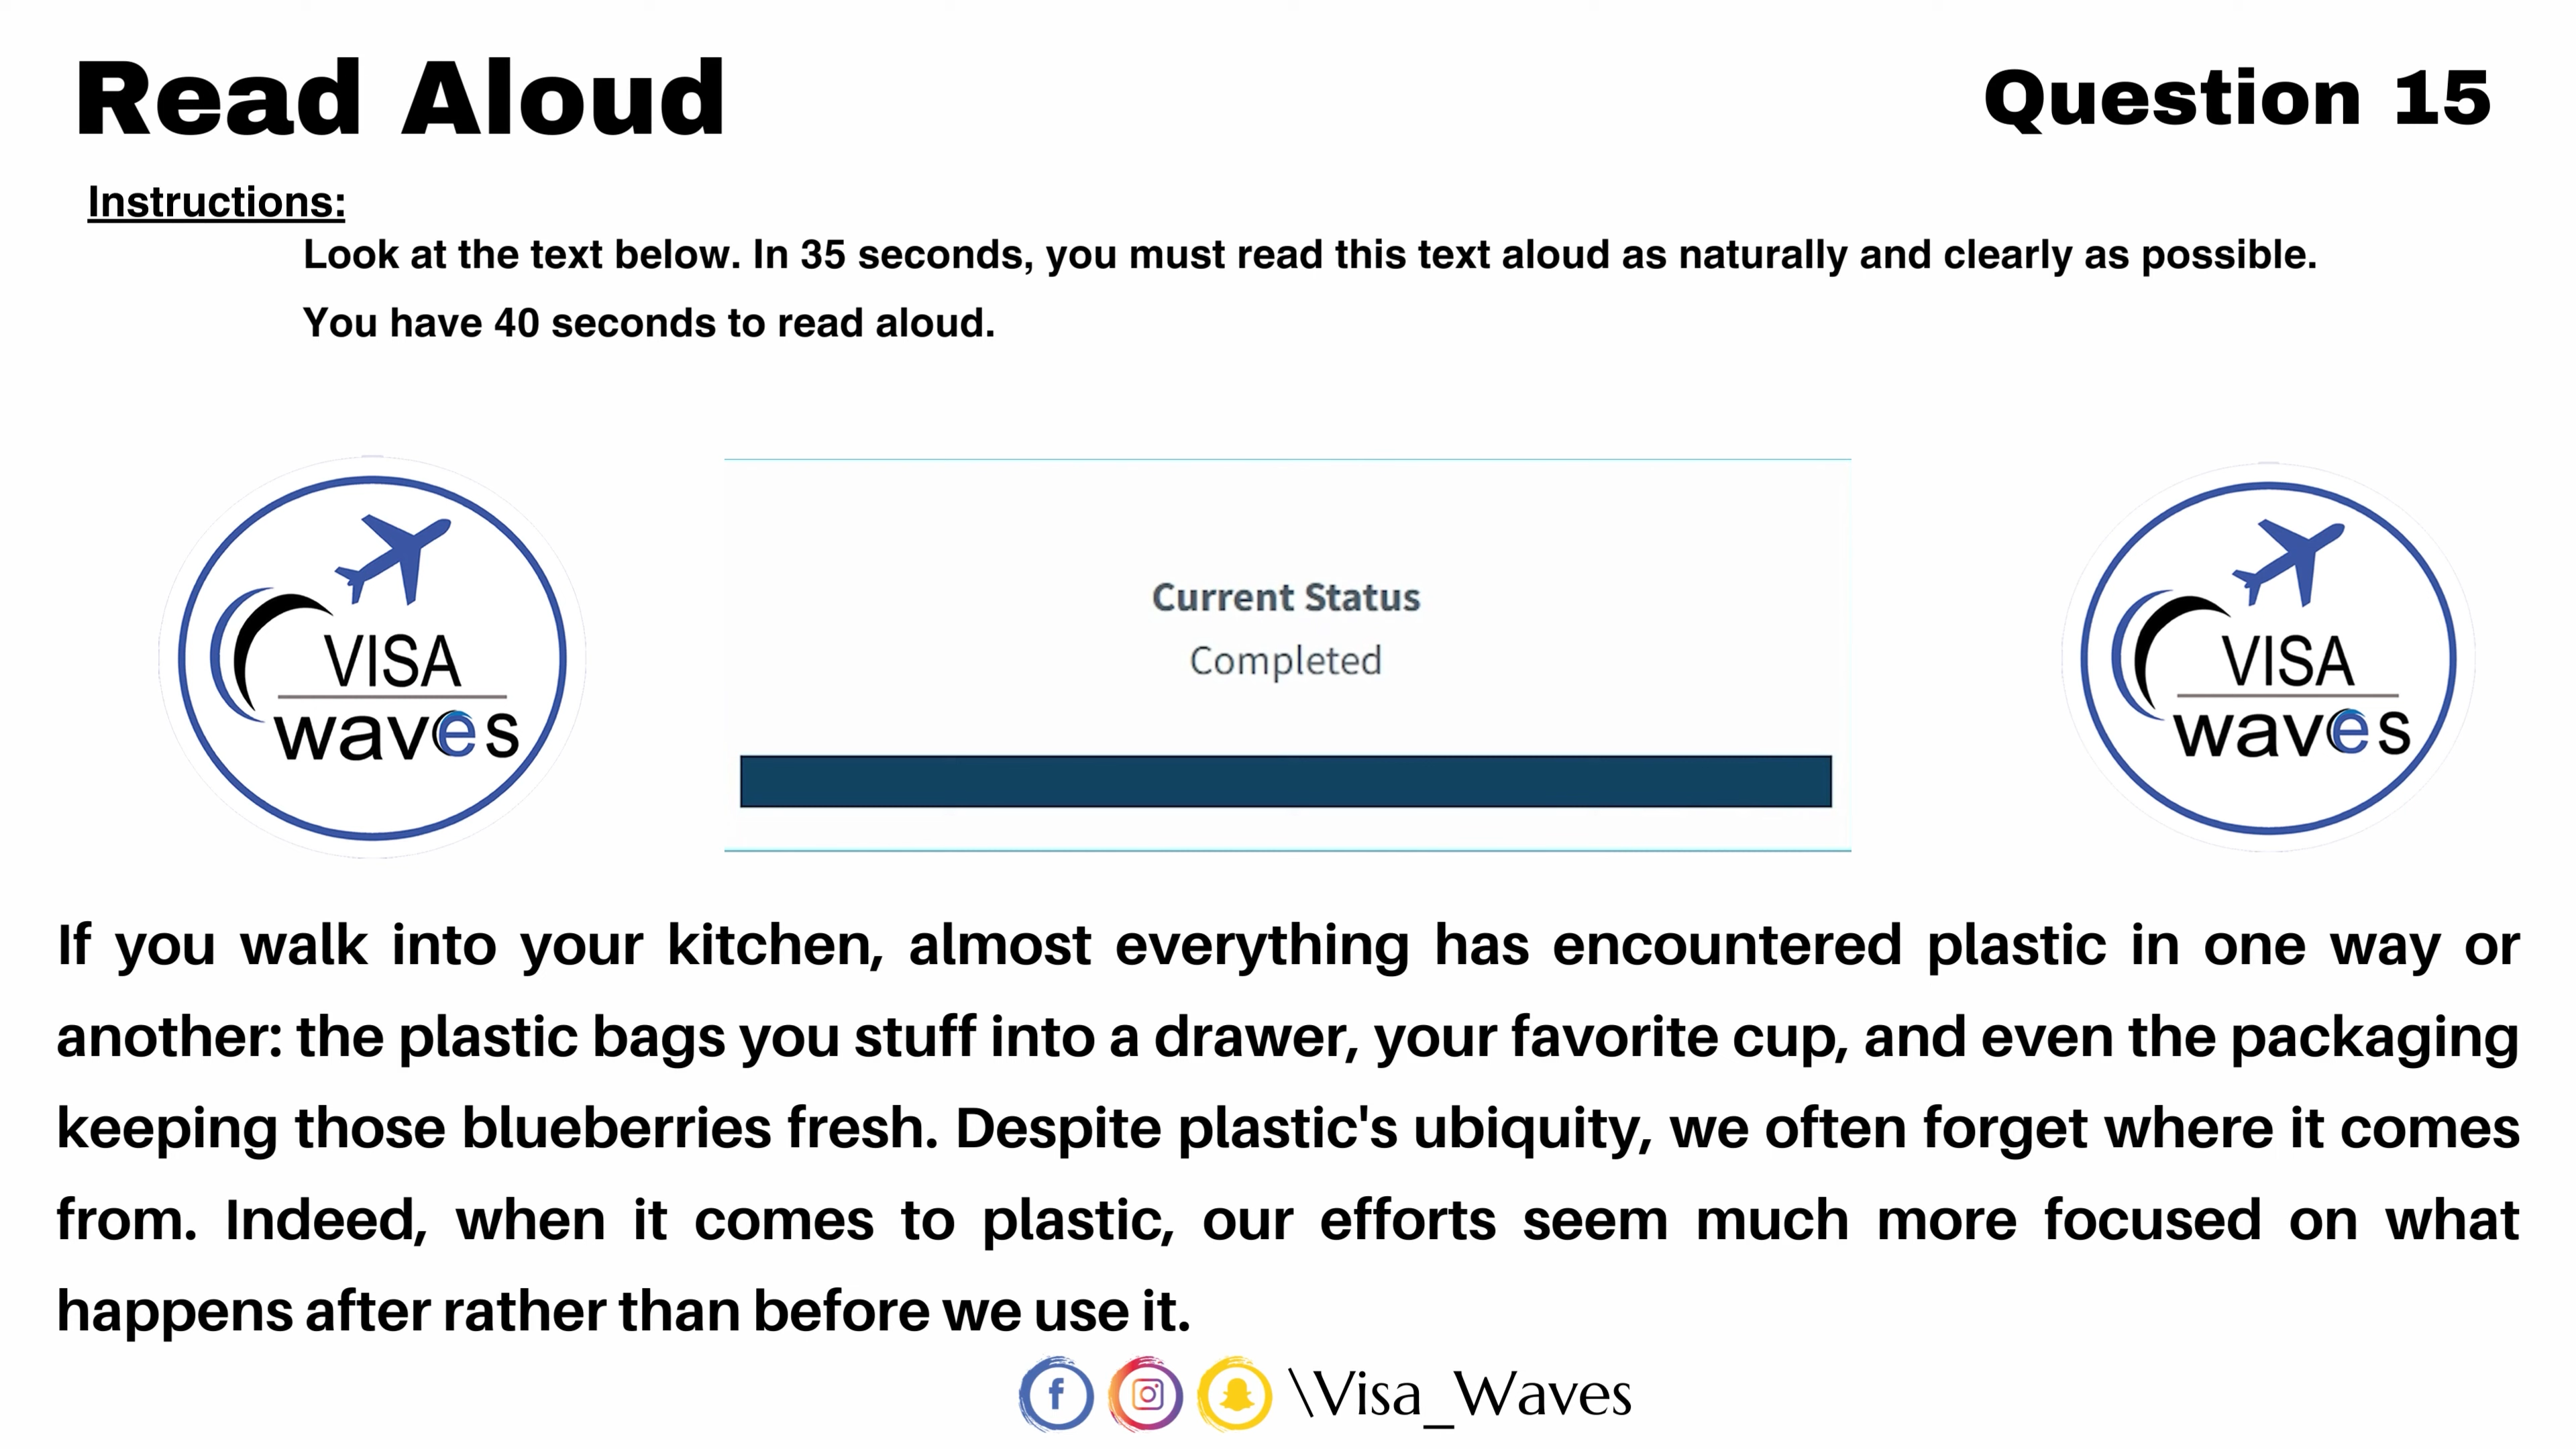 Read Aloud
Question 15
Instructions:
Look at the text below. In 35 seconds, you must read this text aloud as naturally and clearly as possible.
You have 40 seconds to read aloud.
VISA
waves
Current Status
Completed
VISA
waves
If you walk into your kitchen, almost everything has encountered plastic in one way or
another: the plastic bags you stuff into a drawer, your favorite cup, and even the packaging
keeping those blueberries fresh. Despite plastic's ubiquity, we often forget where it comes
from. Indeed, when it comes to plastic, our efforts seem much more focused on what
happens after rather than before we use it.
\Visa_Waves